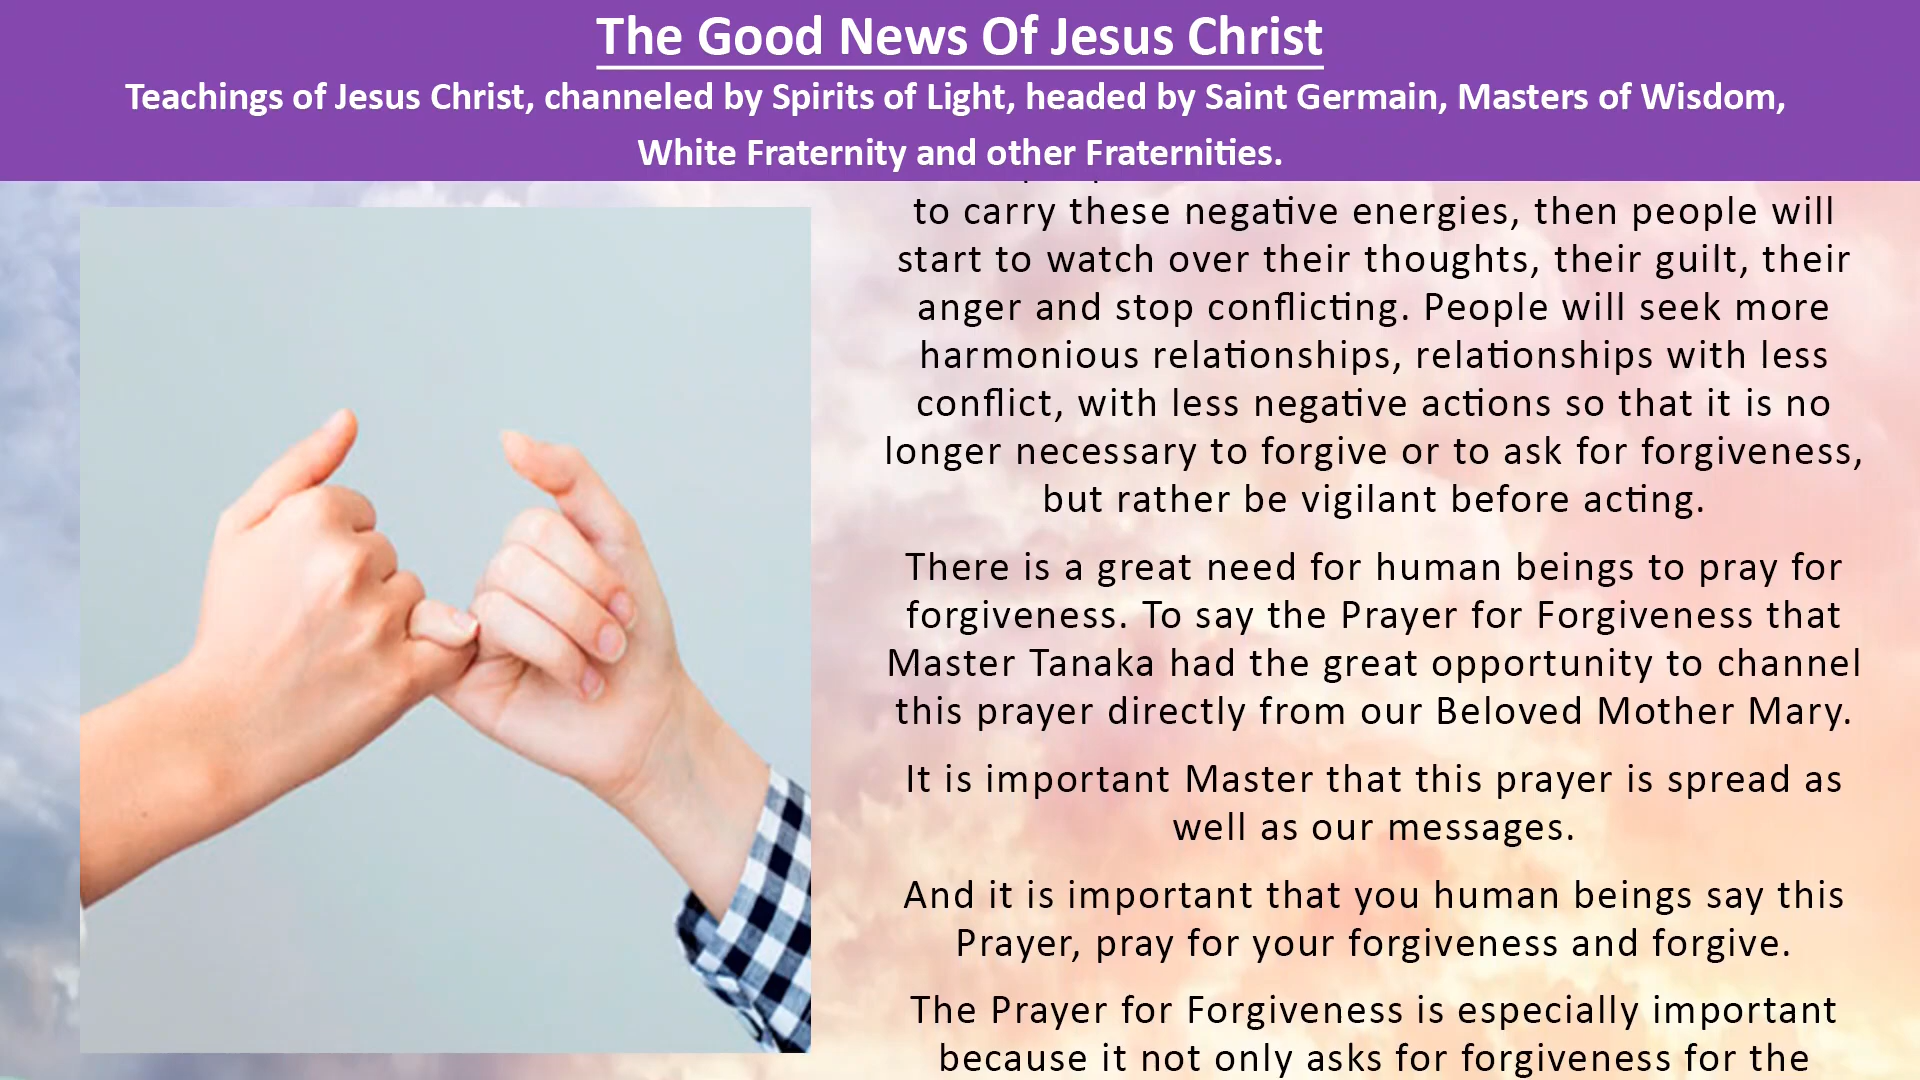 The Good News Of Jesus Christ
Teachings of Jesus Christ, channeled by Spirits of Light, headed by Saint Germain, Masters of Wisdom,
White Fraternity and other Fraternities.
to carry these negative energies, then people will
start to watch over their thoughts, their guilt, their
anger and stop conflicting. People will seek more
harmonious relationships, relationships with less
conflict, with less negative actions so that it is no
longer necessary to forgive or to ask for forgiveness,
but rather be vigilant before acting.
There is a great need for human beings to pray for
forgiveness. To say the Prayer for Forgiveness that
Master Tanaka had the great opportunity to channel
this prayer directly from our Beloved Mother Mary.
It is important Master that this prayer is spread as
well as our messages.
And it is important that you human beings say this
Prayer, pray for your forgiveness and forgive.
The Prayer for Forgiveness is especially important
because it not only asks for forgiveness for the